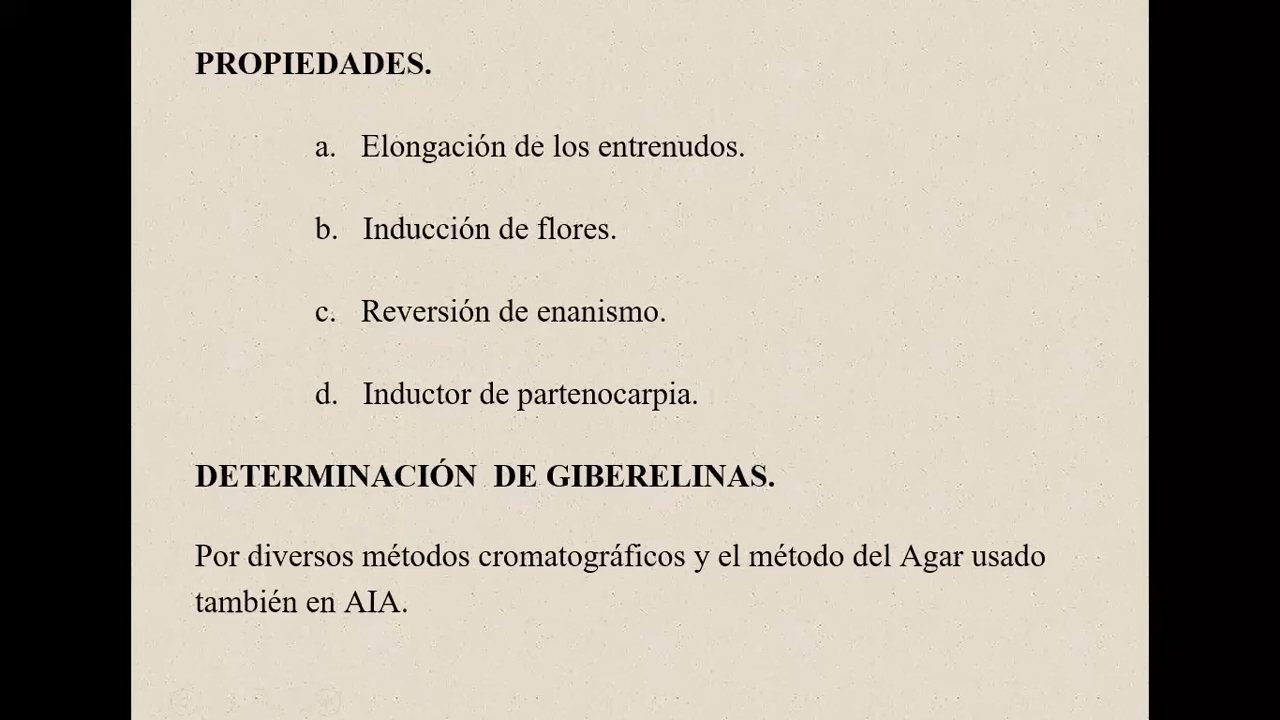 PROPIEDADES.
a. Elongación de los entrenudos.
b. Inducción de flores.
c. Reversión de enanismo.
d. Inductor de partenocarpia.
DETERMINACIÓN DE GIBERELINAS.
Por diversos métodos cromatográficos y el método del Agar usado
también en AIA.